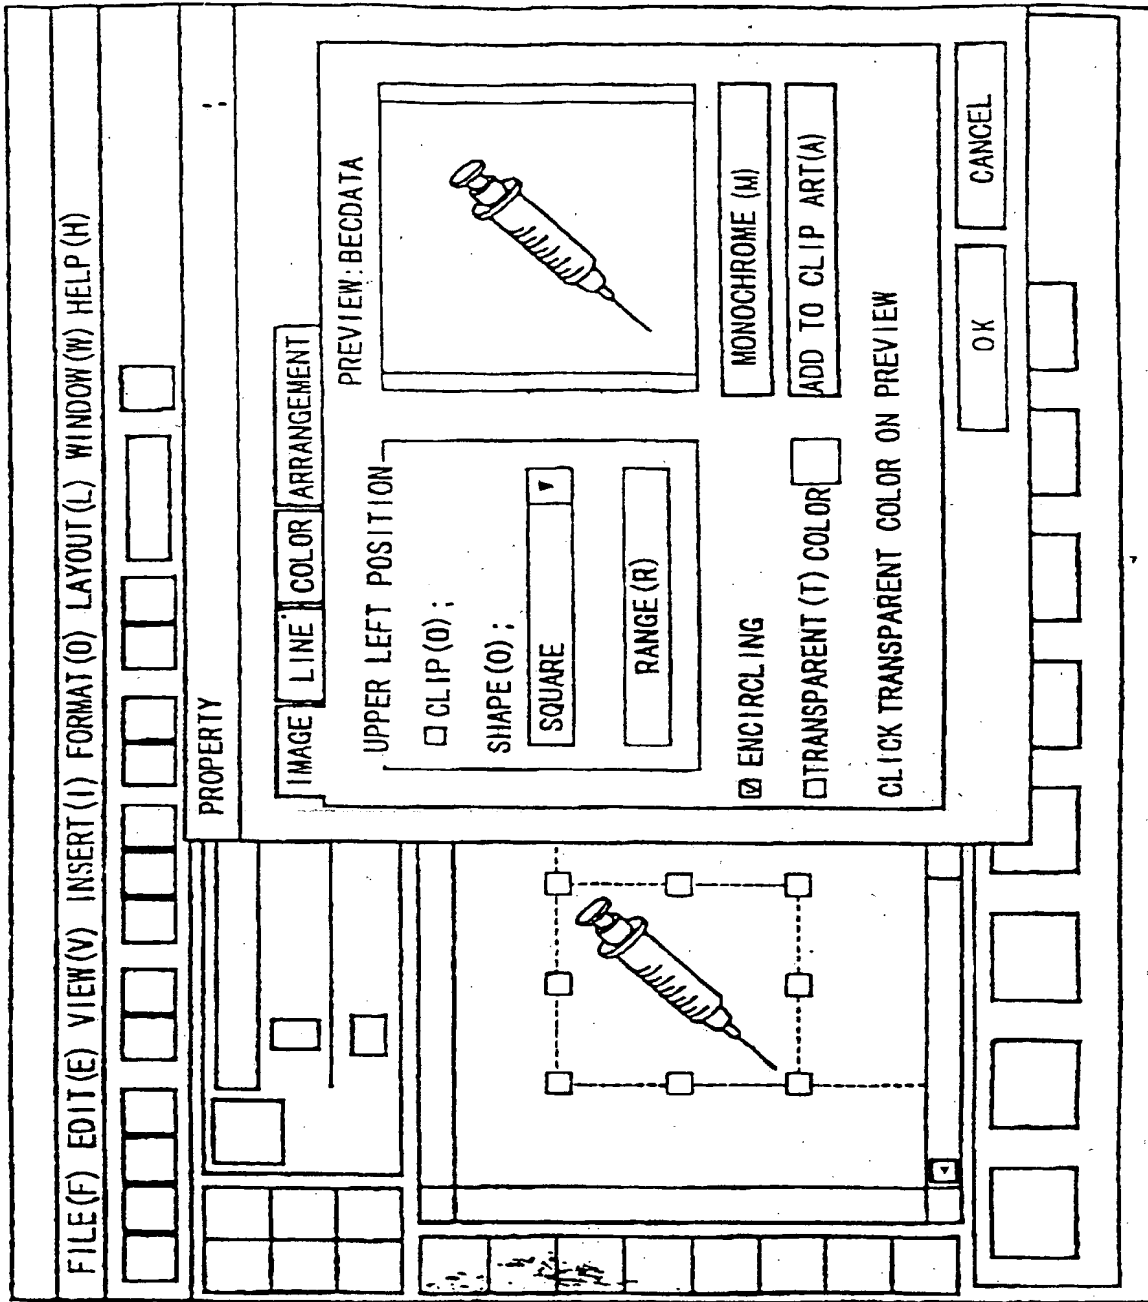 FILE(F) EDIT(E) VIEW(V) INSERT(I) FORMAT(O) LAYOUT(L) WINDOW(W) HELP(H)
PROPERTY
IMAGE LINE COLOR ARRANGEMENT
UPPER LEFT POSITION
PREVIEW:BECDATA
CLIP(O);
SHAPE(O);
SQUARE
RANGE(R)
MONOCHROME (M)
ENCIRCLING
ADD TO CLIP ART(A)
TRANSPARENT(T) COLOR
CLICK TRANSPARENT COLOR ON PREVIEW
OK
CANCEL